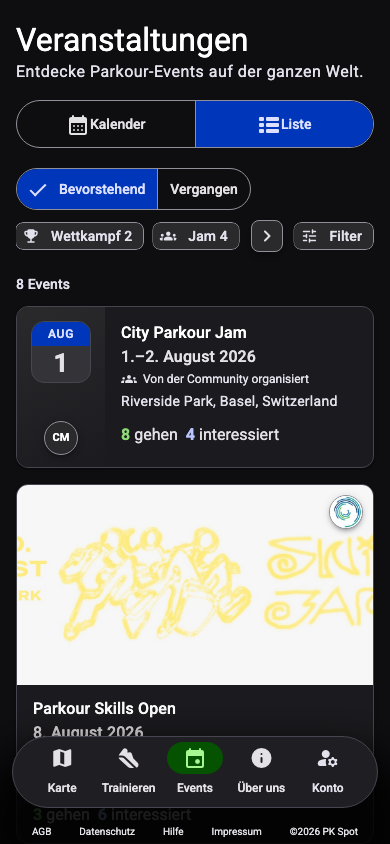 Veranstaltungen
Entdecke Parkour-Events auf der ganzen Welt.
Kalender
Liste
Bevorstehend
Vergangen
Wettkampf 2
Jam 4
Filter
8 Events
AUG
1
CM
City Parkour Jam
1.–2. August 2026
Von der Community organisiert
Riverside Park, Basel, Switzerland
8 gehen 4 interessiert
Parkour Skills Open
8. August 2026
Karte
Trainieren
Events
Über uns
Konto
3 gehen 6 interessiert
AGB
Datenschutz
Hilfe
Impressum
©2026 PK Spot